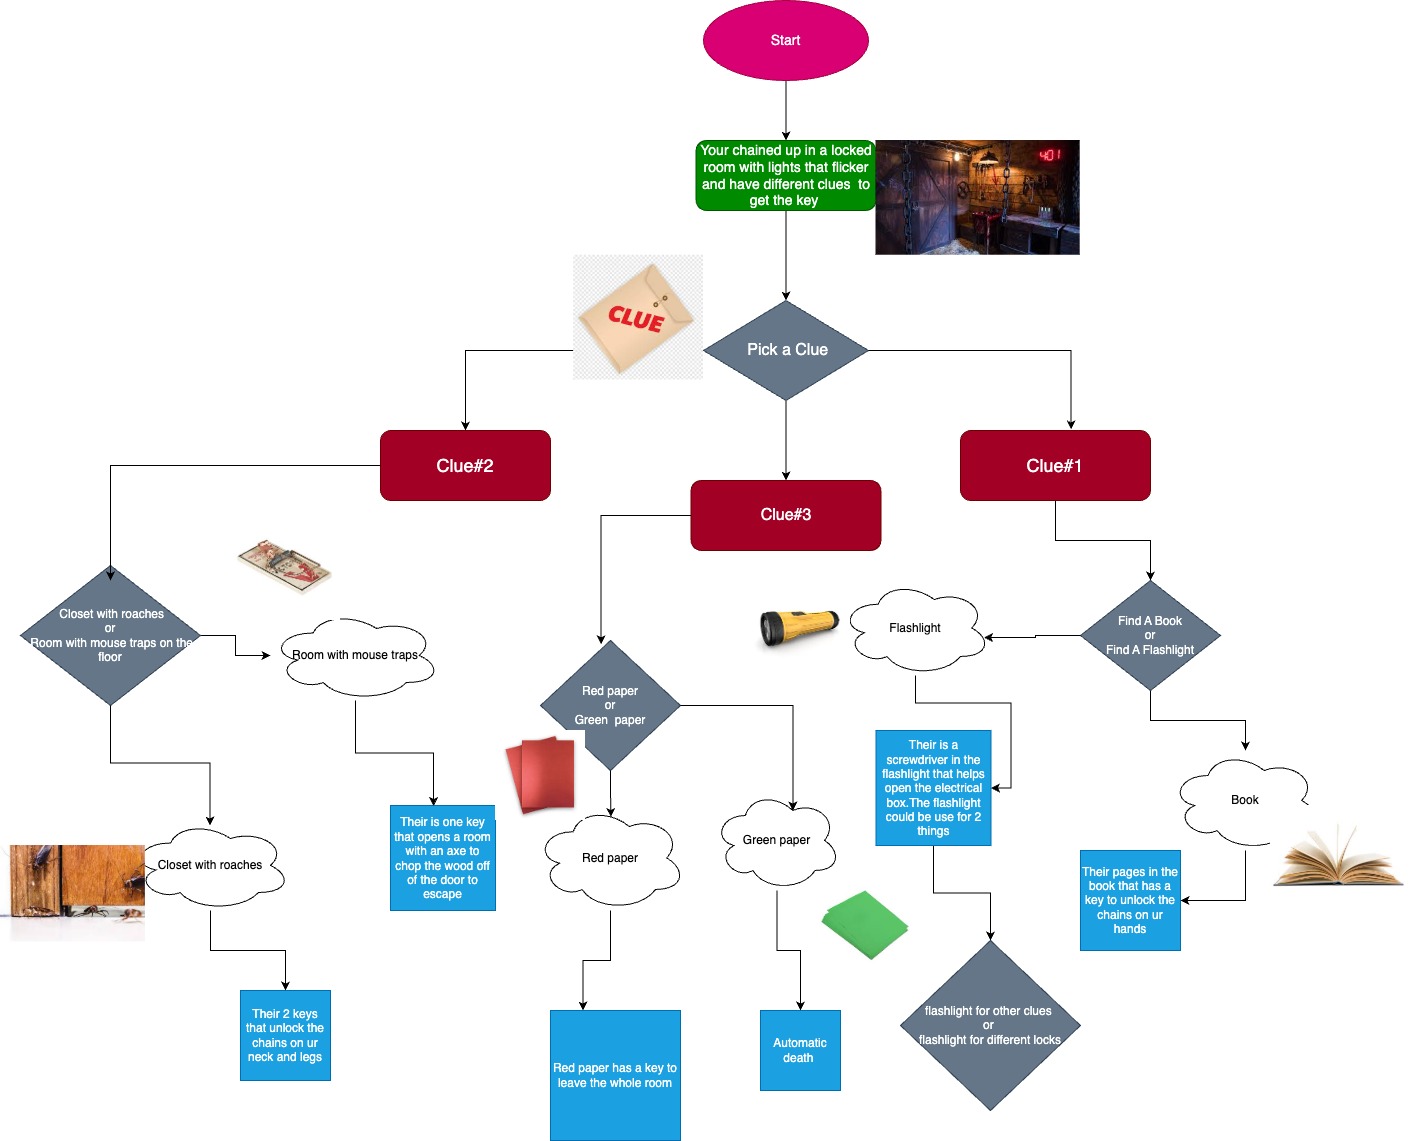 Start
Your chained up in a locked
room with lights that flicker
and have different clues to
get the key
401
CLUE
Pick a Clue
Clue#2
Clue#3
Clue#1
Closet with roaches
or
Room with mouse traps on the
floor
Room with mouse traps
Red paper
or
Green paper
Flashlight
Find A Book
or
Find A Flashlight
Their is a
screwdriver in the
flashlight that helps
open the electrical
box.The flashlight
could be use for 2
things
Book
Their is one key
that opens a room
with an axe to
chop the wood off
of the door to
escape
Closet with roaches
Red paper
Green paper
Their pages in the
book that has a
key to unlock the
chains on ur
hands
Their 2 keys
that unlock the
chains on ur
neck and legs
Red paper has a key to
leave the whole room
Automatic
death
flashlight for other clues
or
flashlight for different locks